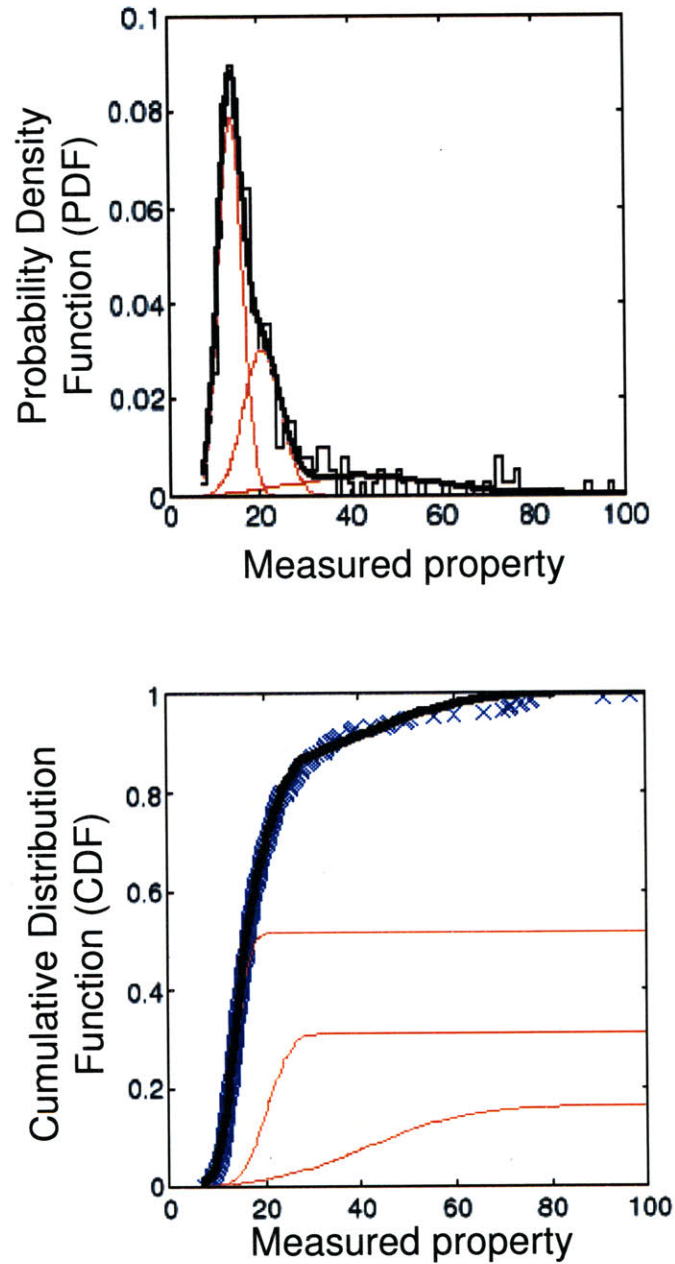 0.1
0.08
0.06
0.04
0.02
0
Probability Density
Function (PDF)
0 20 40 60 80 100
Measured property
1
0.8
0.6
0.4
0.2
0
Cumulative Distribution
Function (CDF)
0 20 40 60 80 100
Measured property